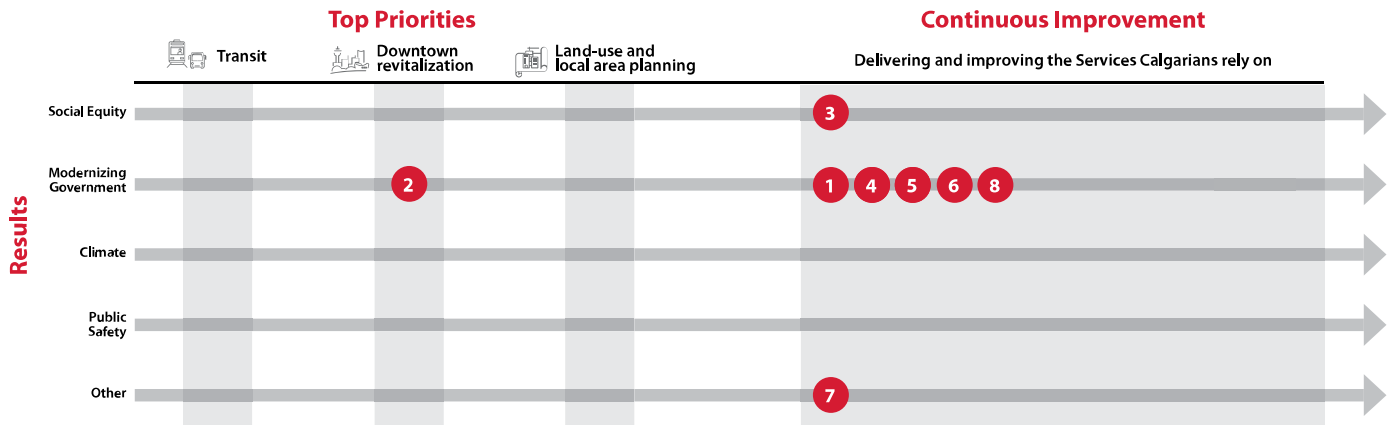 Top Priorities
Continuous Improvement
Transit
Downtown
revitalization
Land-use and
local area planning
Delivering and improving the Services Calgarians rely on
Results
Social Equity
3
Modernizing
Government
2
1 4 5 6 8
Climate
Public
Safety
Other
7